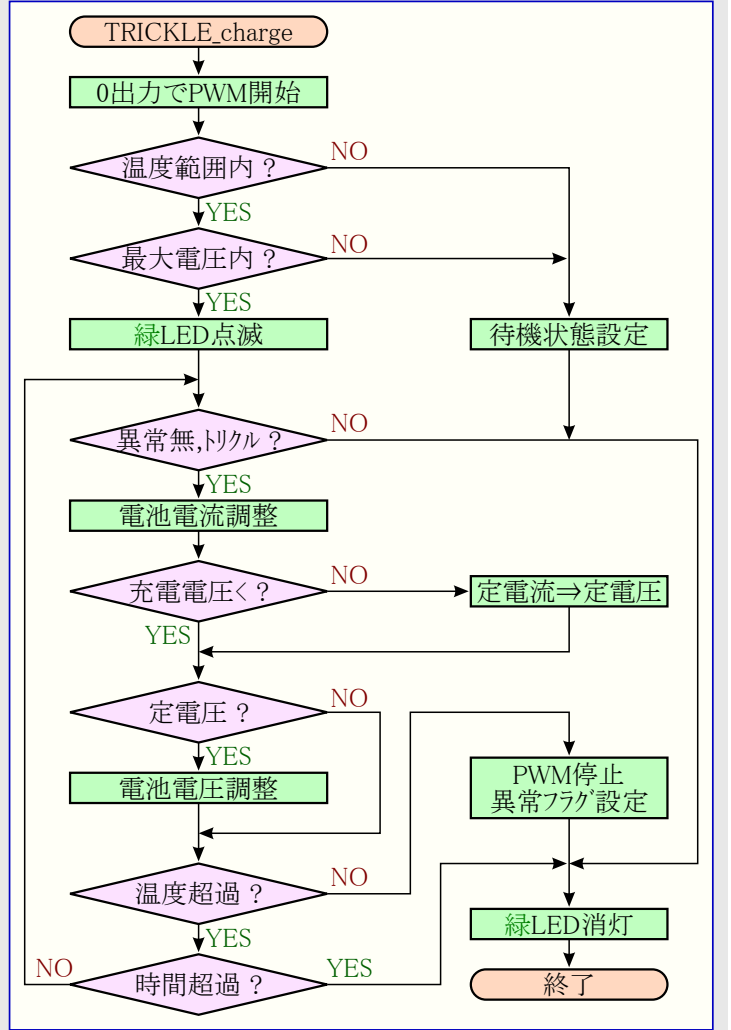 TRICKLE_charge
0出力でPWM開始
温度範囲内 ?
NO
YES
最大電圧内 ?
NO
YES
緑LED点滅
待機状態設定
異常無,トリクル ?
NO
YES
電池電流調整
充電電圧< ?
NO
定電流⇒定電圧
YES
定電圧 ?
NO
YES
電池電圧調整
PWM停止
異常フラグ設定
温度超過 ?
NO
YES
緑LED消灯
時間超過 ?
NO
YES
終了